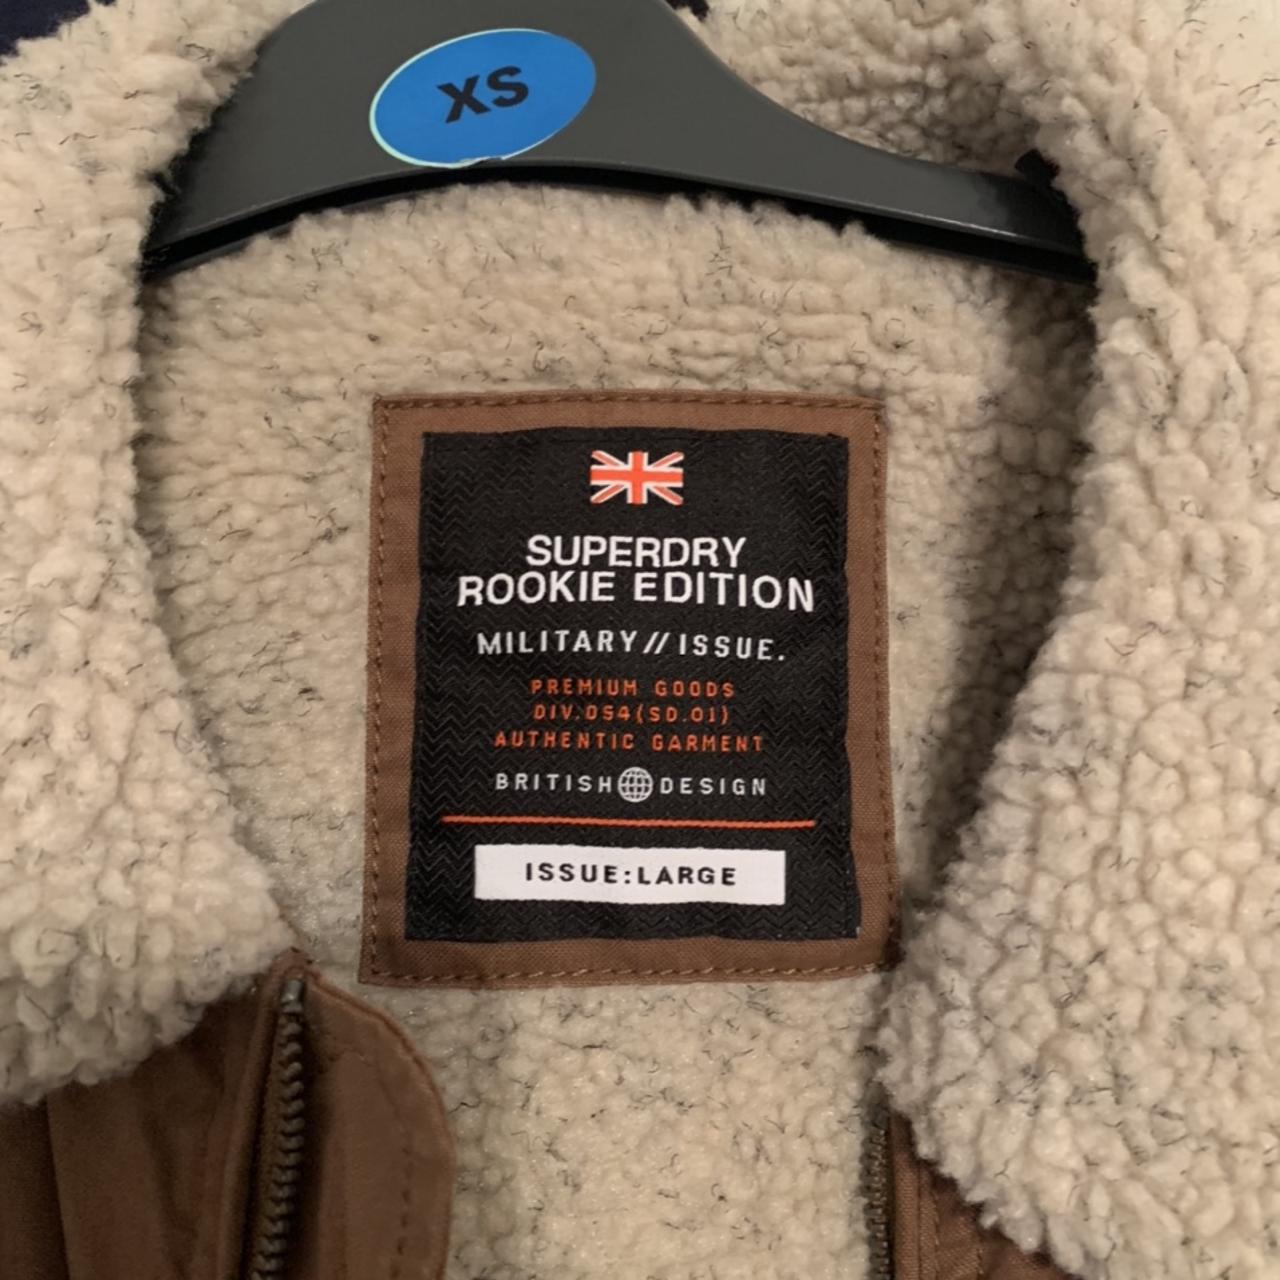 XS
SUPERDRY
ROOKIE EDITION
MILITARY//ISSUE.
PREMIUM GOODS
DIV.054(SD.01)
AUTHENTIC GARMENT
BRITISH DESIGN
ISSUE:LARGE